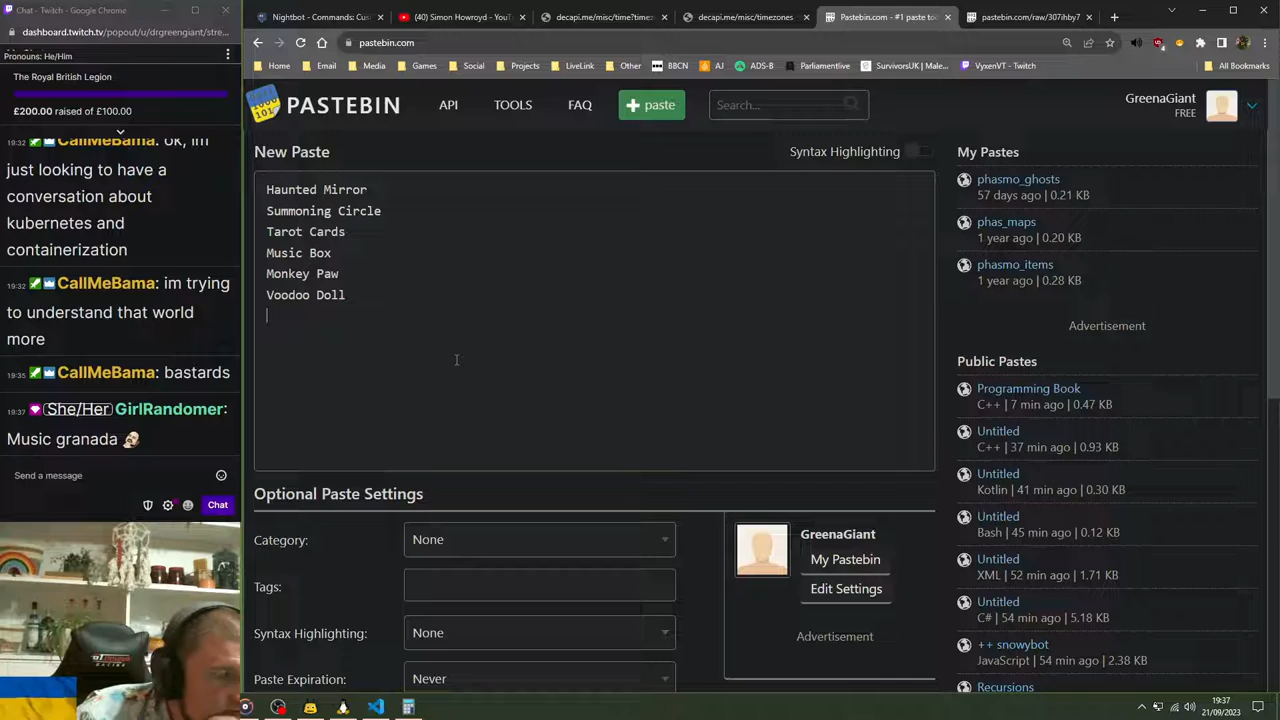 Chat - Twitch - Google Chrome
dashboard.twitch.tv/popout/u/drgreengiant/stre...
Pronouns: He/Him
The Royal British Legion
£200.00 raised of £100.00
19:32 CallMeBama: ok, im
just looking to have a
conversation about
kubernetes and
containerization
19:32 CallMeBama: im trying
to understand that world
more
19:35 CallMeBama: bastards
19:37 She/Her GirlRandomer:
Music granada
Send a message
Chat
Nightbot - Commands: Cus
(40) Simon Howroyd - YouT
decapi.me/misc/time?timez
decapi.me/misc/timezones
Pastebin.com - #1 paste too
pastebin.com/raw/307ihby7
pastebin.com
Home
Email
Media
Games
Social
Projects
LiveLink
Other
BBCN
AJ
ADS-B
Parliamentlive
SurvivorsUK | Male...
VyxenVT - Twitch
All Bookmarks
PASTEBIN
API
TOOLS
FAQ
+ paste
Search...
GreenaGiant
FREE
New Paste
Syntax Highlighting
Haunted Mirror
Summoning Circle
Tarot Cards
Music Box
Monkey Paw
Voodoo Doll
My Pastes
phasmo_ghosts
57 days ago | 0.21 KB
phas_maps
1 year ago | 0.20 KB
phasmo_items
1 year ago | 0.28 KB
Advertisement
Public Pastes
Programming Book
C++ | 7 min ago | 0.47 KB
Untitled
C++ | 37 min ago | 0.93 KB
Untitled
Kotlin | 41 min ago | 0.30 KB
Untitled
Bash | 45 min ago | 0.12 KB
Untitled
XML | 52 min ago | 1.71 KB
Untitled
C# | 54 min ago | 5.18 KB
++ snowybot
JavaScript | 54 min ago | 2.38 KB
Recursions
Optional Paste Settings
Category:
None
Tags:
Syntax Highlighting:
None
Paste Expiration:
Never
GreenaGiant
My Pastebin
Edit Settings
Advertisement
19:37
21/09/2023